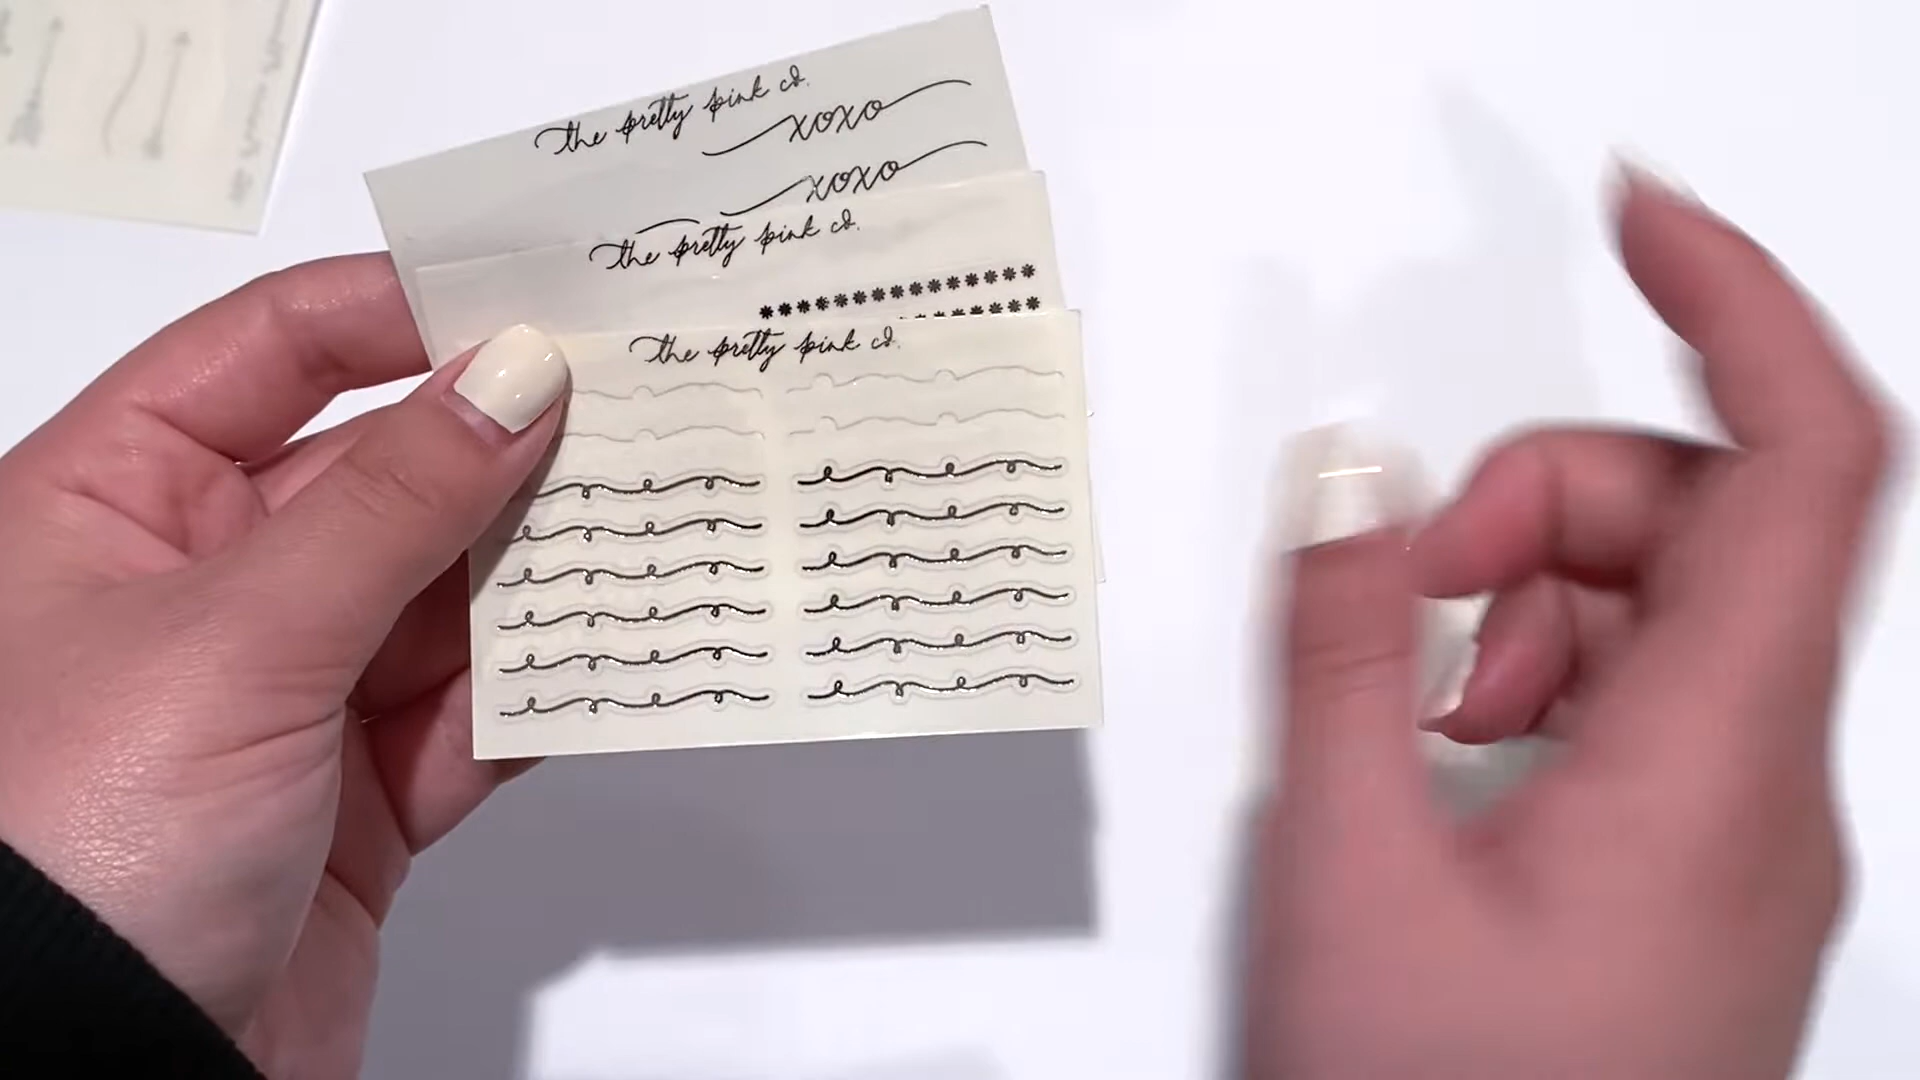 the pretty pink co.
xoxo
xoxo
the pretty pink co.
the pretty pink co.